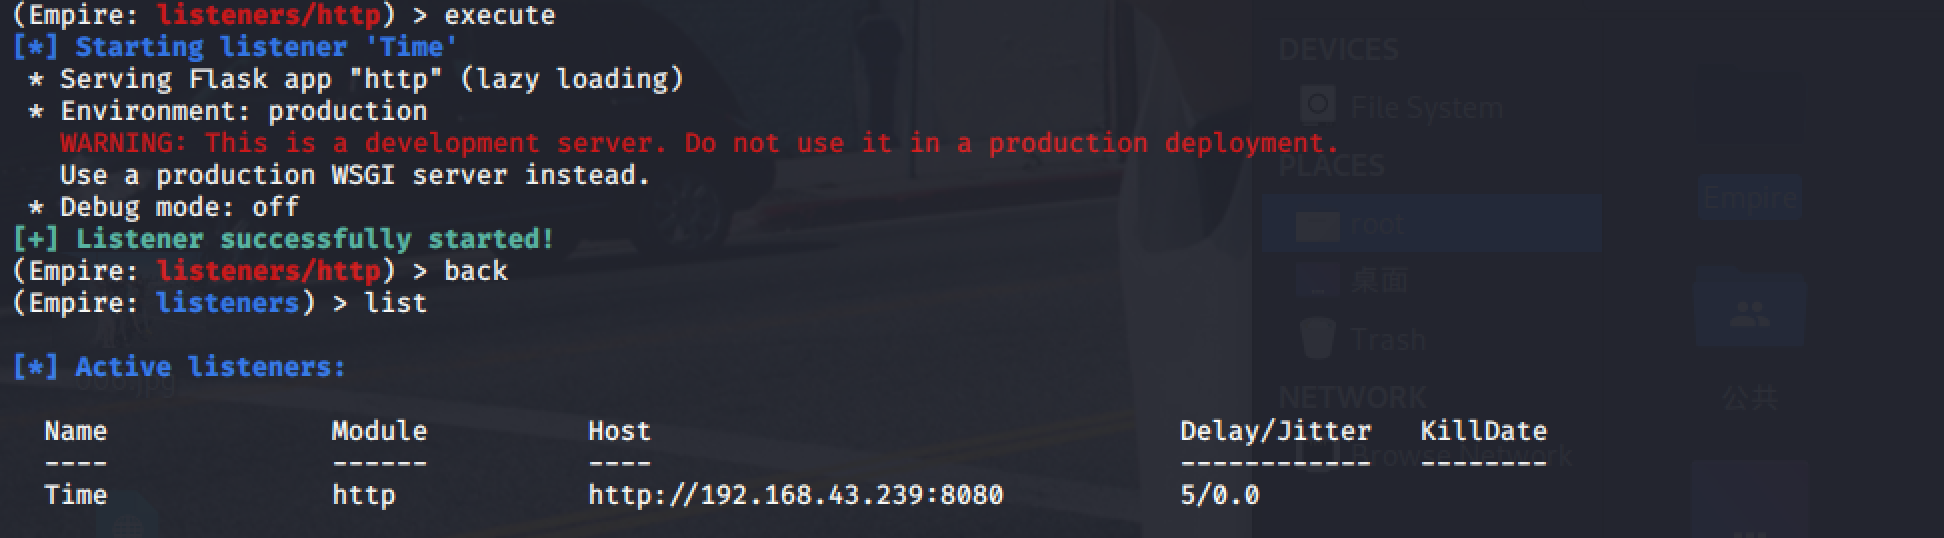 (Empire: listeners/http) > execute
[*] Starting listener 'Time'
 * Serving Flask app "http" (lazy loading)
 * Environment: production
   WARNING: This is a development server. Do not use it in a production deployment.
   Use a production WSGI server instead.
 * Debug mode: off
[+] Listener successfully started!
(Empire: listeners/http) > back
(Empire: listeners) > list
[*] Active listeners:
  Name              Module          Host                                 Delay/Jitter   KillDate
  ----              ------          ----                                 ------------   --------
  Time              http            http://192.168.43.239:8080           5/0.0
DEVICES
File System
PLACES
root
桌面
Trash
NETWORK
Browse Network
Empire
公共